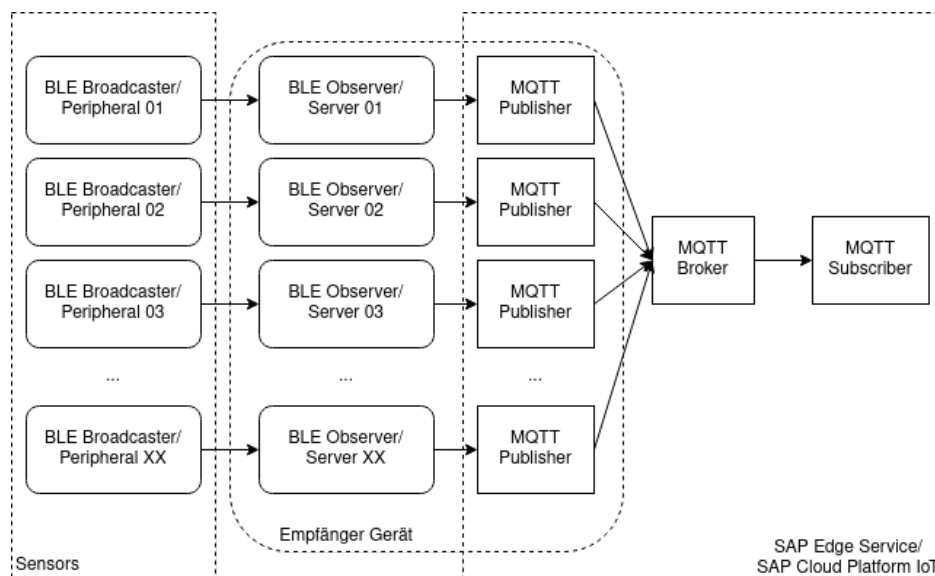 BLE Broadcaster/
Peripheral 01
BLE Observer/
Server 01
MQTT
Publisher
BLE Broadcaster/
Peripheral 02
BLE Observer/
Server 02
MQTT
Publisher
MQTT
Broker
MQTT
Subscriber
BLE Broadcaster/
Peripheral 03
BLE Observer/
Server 03
MQTT
Publisher
...
...
...
BLE Broadcaster/
Peripheral XX
BLE Observer/
Server XX
MQTT
Publisher
Empfänger Gerät
Sensors
SAP Edge Service/
SAP Cloud Platform IoT